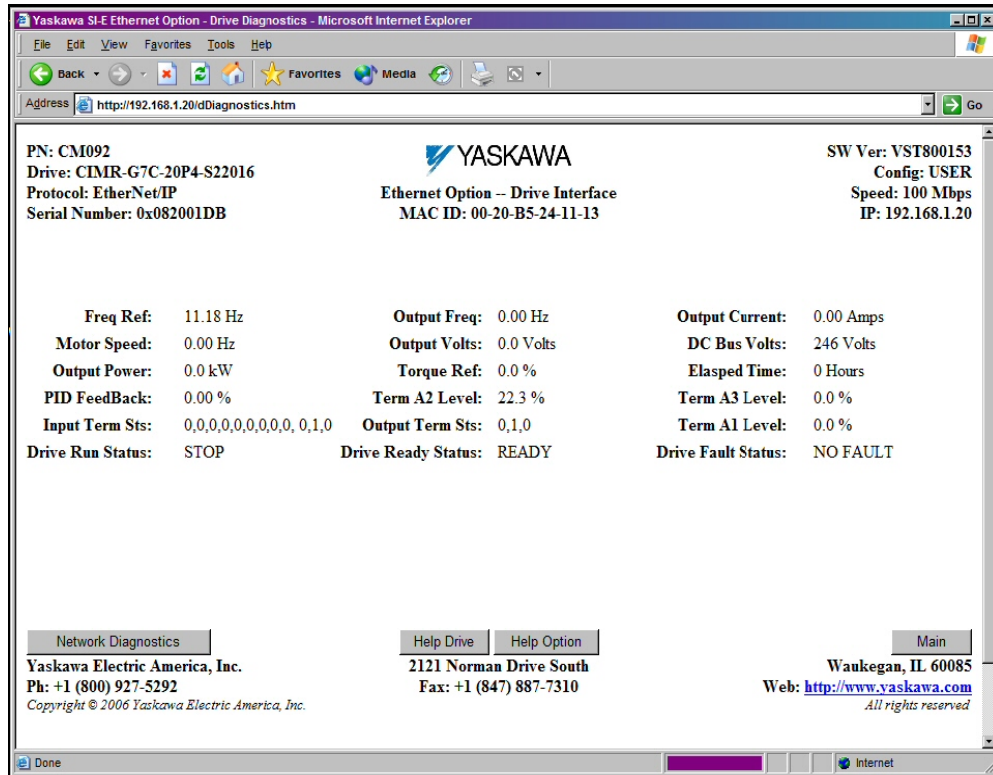 Yaskawa SI-E Ethernet Option - Drive Diagnostics - Microsoft Internet Explorer
File Edit View Favorites Tools Help
Back Favorites Media
Address http://192.168.1.20/dDiagnostics.htm Go
PN: CM092 YASKAWA SW Ver: VST800153
Drive: CIMR-G7C-20P4-S22016 Config: USER
Protocol: EtherNet/IP Ethernet Option -- Drive Interface Speed: 100 Mbps
Serial Number: 0x082001DB MAC ID: 00-20-B5-24-11-13 IP: 192.168.1.20
Freq Ref: 11.18 Hz Output Freq: 0.00 Hz Output Current: 0.00 Amps
Motor Speed: 0.00 Hz Output Volts: 0.0 Volts DC Bus Volts: 246 Volts
Output Power: 0.0 kW Torque Ref: 0.0 % Elasped Time: 0 Hours
PID FeedBack: 0.00 % Term A2 Level: 22.3 % Term A3 Level: 0.0 %
Input Term Sts: 0,0,0,0,0,0,0,0,0, 0,1,0 Output Term Sts: 0,1,0 Term A1 Level: 0.0 %
Drive Run Status: STOP Drive Ready Status: READY Drive Fault Status: NO FAULT
Network Diagnostics Help Drive Help Option Main
Yaskawa Electric America, Inc. 2121 Norman Drive South Waukegan, IL 60085
Ph: +1 (800) 927-5292 Fax: +1 (847) 887-7310 Web: http://www.yaskawa.com
Copyright © 2006 Yaskawa Electric America, Inc. All rights reserved
Done Internet